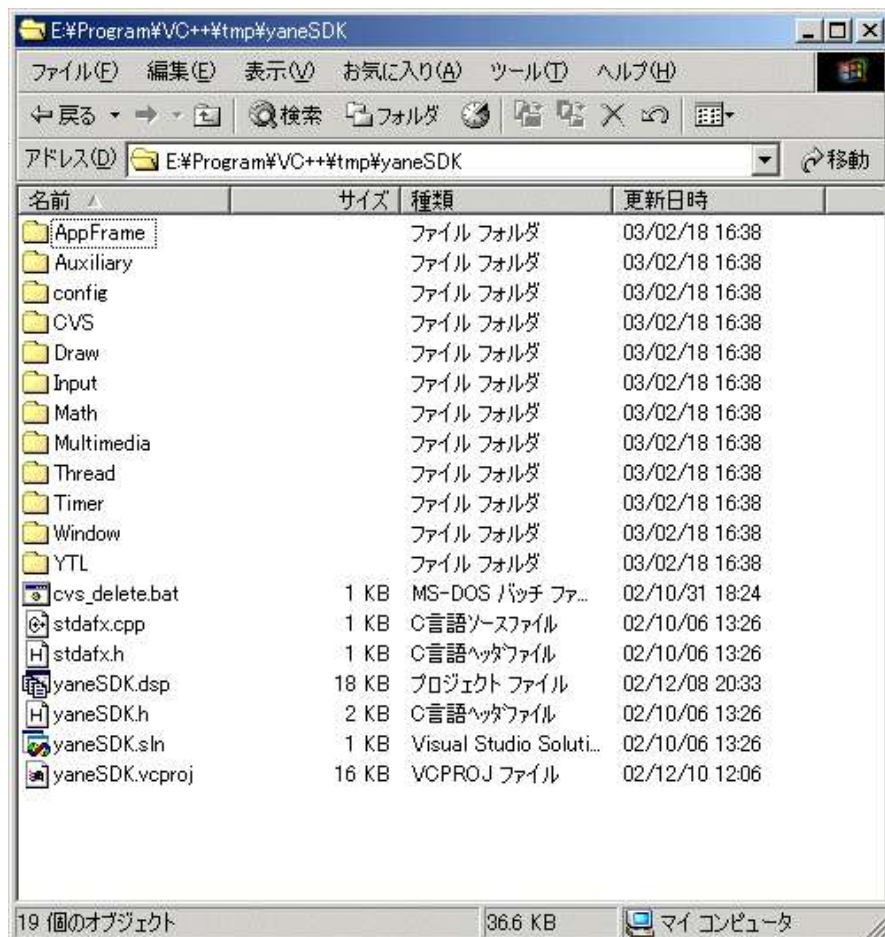 E:¥Program¥VC++¥tmp¥yaneSDK
ファイル(F) 編集(E) 表示(V) お気に入り(A) ツール(T) ヘルプ(H)
戻る 検索 フォルダ
アドレス(D) E:¥Program¥VC++¥tmp¥yaneSDK 移動
名前 サイズ 種類 更新日時
AppFrame ファイル フォルダ 03/02/18 16:38
Auxiliary ファイル フォルダ 03/02/18 16:38
config ファイル フォルダ 03/02/18 16:38
CVS ファイル フォルダ 03/02/18 16:38
Draw ファイル フォルダ 03/02/18 16:38
Input ファイル フォルダ 03/02/18 16:38
Math ファイル フォルダ 03/02/18 16:38
Multimedia ファイル フォルダ 03/02/18 16:38
Thread ファイル フォルダ 03/02/18 16:38
Timer ファイル フォルダ 03/02/18 16:38
Window ファイル フォルダ 03/02/18 16:38
YTL ファイル フォルダ 03/02/18 16:38
cvs_delete.bat 1 KB MS-DOS バッチ ファ... 02/10/31 18:24
stdafx.cpp 1 KB C言語ソースファイル 02/10/06 13:26
stdafx.h 1 KB C言語ヘッダファイル 02/10/06 13:26
yaneSDK.dsp 18 KB プロジェクト ファイル 02/12/08 20:33
yaneSDK.h 2 KB C言語ヘッダファイル 02/10/06 13:26
yaneSDK.sln 1 KB Visual Studio Soluti... 02/10/06 13:26
yaneSDK.vcproj 16 KB VCPROJ ファイル 02/12/10 12:06
19 個のオブジェクト 36.6 KB マイ コンピュータ